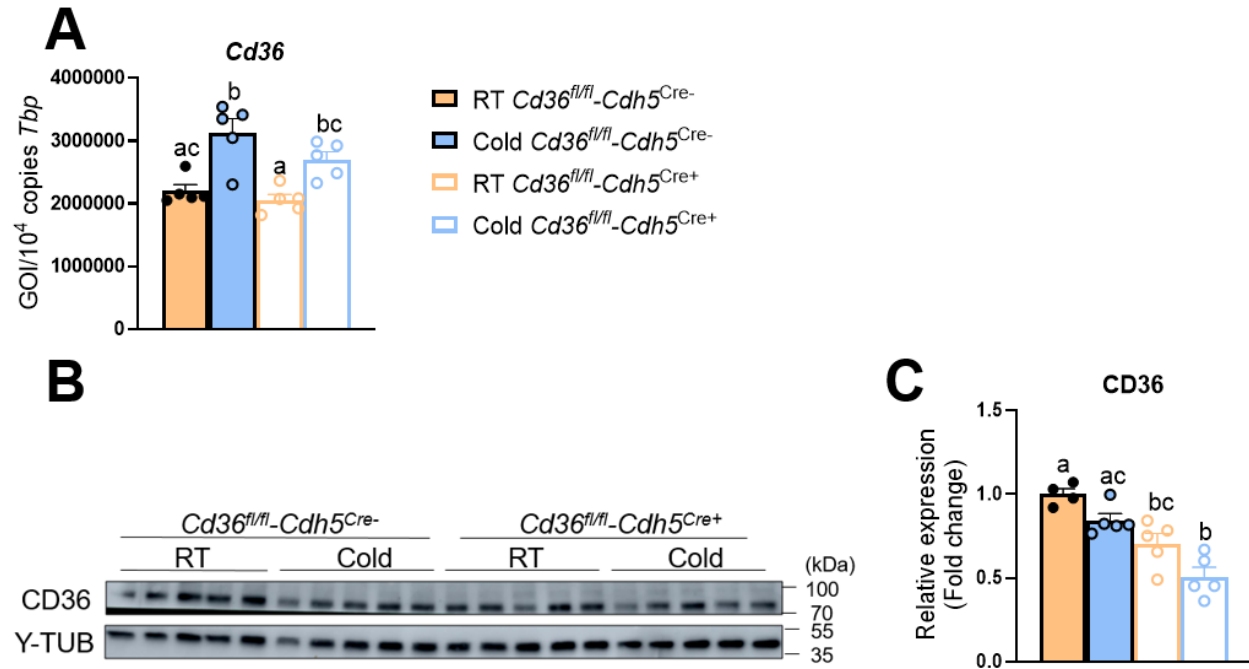 A
Cd36
GOI/10⁴ copies Tbp
4000000
3000000
2000000
1000000
0
ac
b
a
bc
RT Cd36fl/fl-Cdh5Cre-
Cold Cd36fl/fl-Cdh5Cre-
RT Cd36fl/fl-Cdh5Cre+
Cold Cd36fl/fl-Cdh5Cre+
B
Cd36fl/fl-Cdh5Cre- Cd36fl/fl-Cdh5Cre+
RT Cold RT Cold (kDa)
CD36 100
70
Y-TUB 55
35
C
CD36
Relative expression
(Fold change)
1.5
1.0
0.5
0.0
a
ac
bc
b